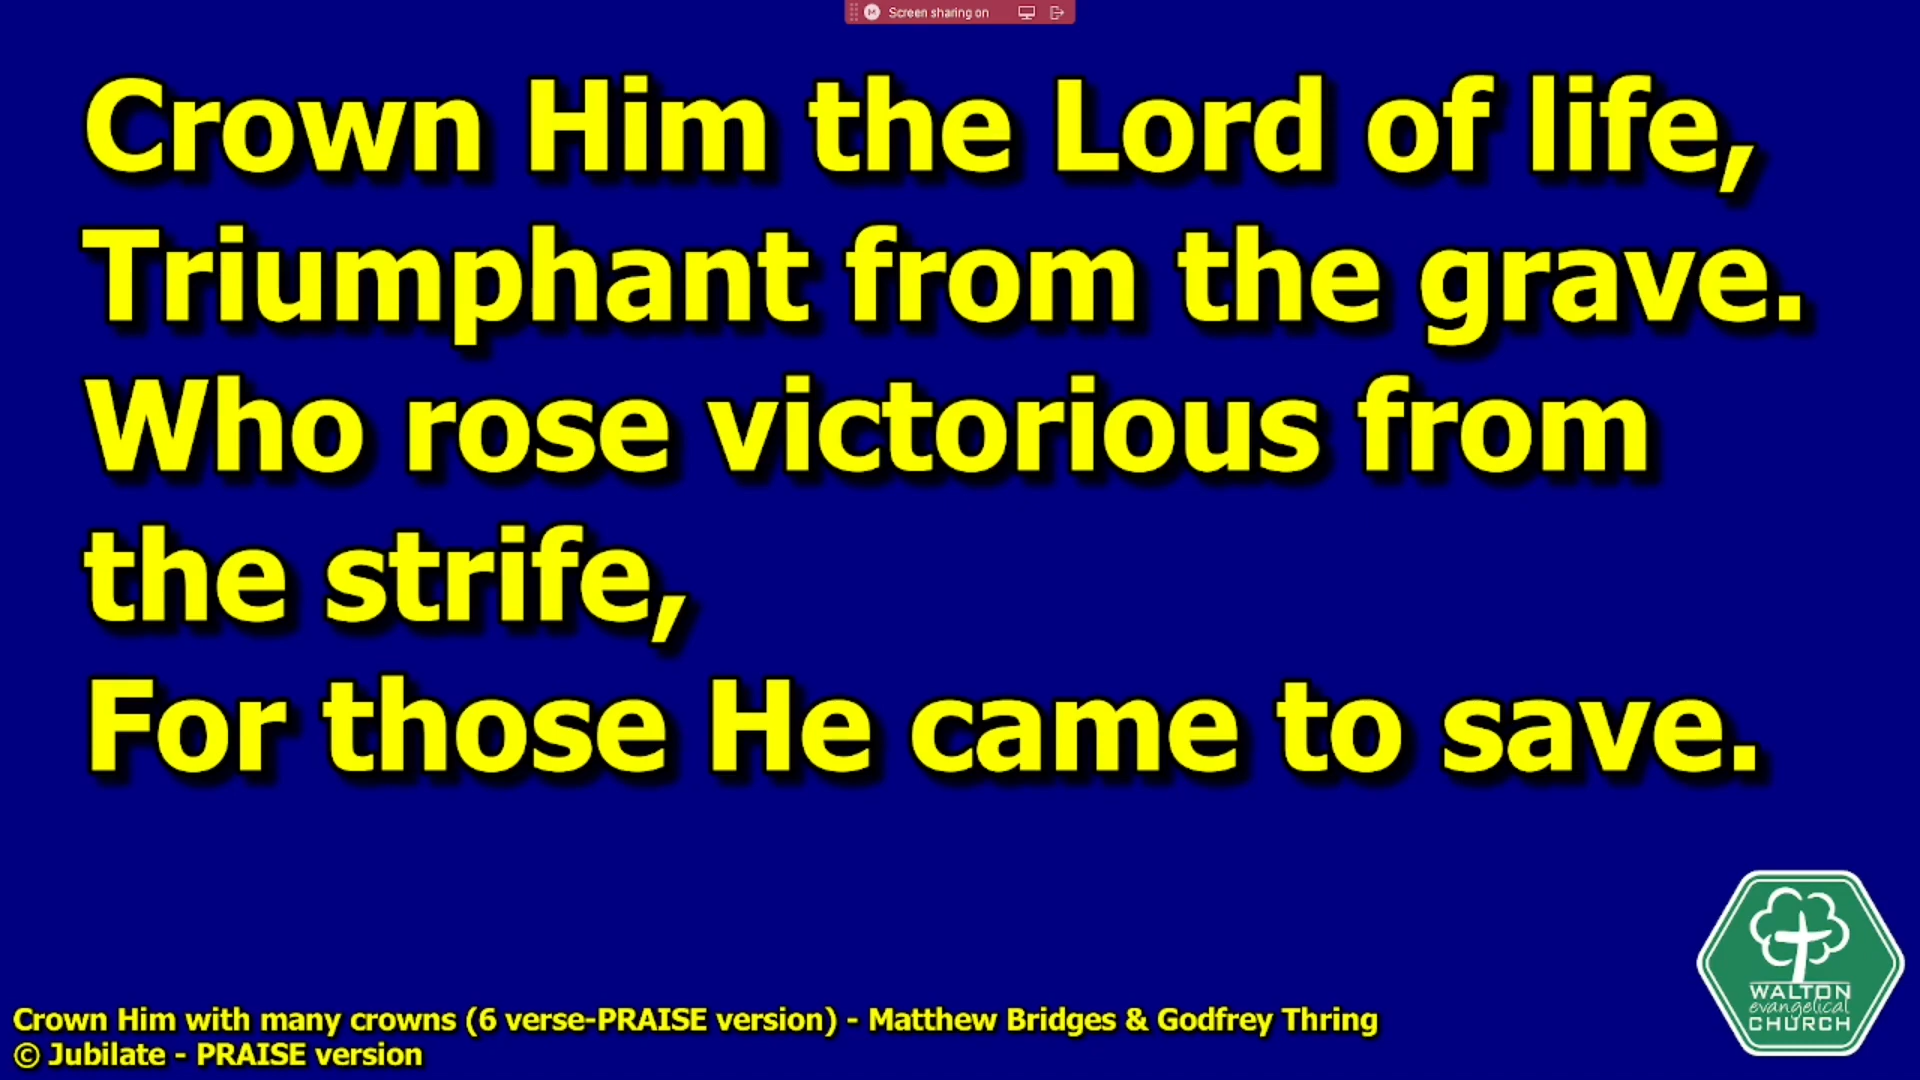 Screen sharing on
Crown Him the Lord of life,
Triumphant from the grave.
Who rose victorious from
the strife,
For those He came to save.
WALTON
evangelical
CHURCH
Crown Him with many crowns (6 verse-PRAISE version) - Matthew Bridges & Godfrey Thring
© Jubilate - PRAISE version